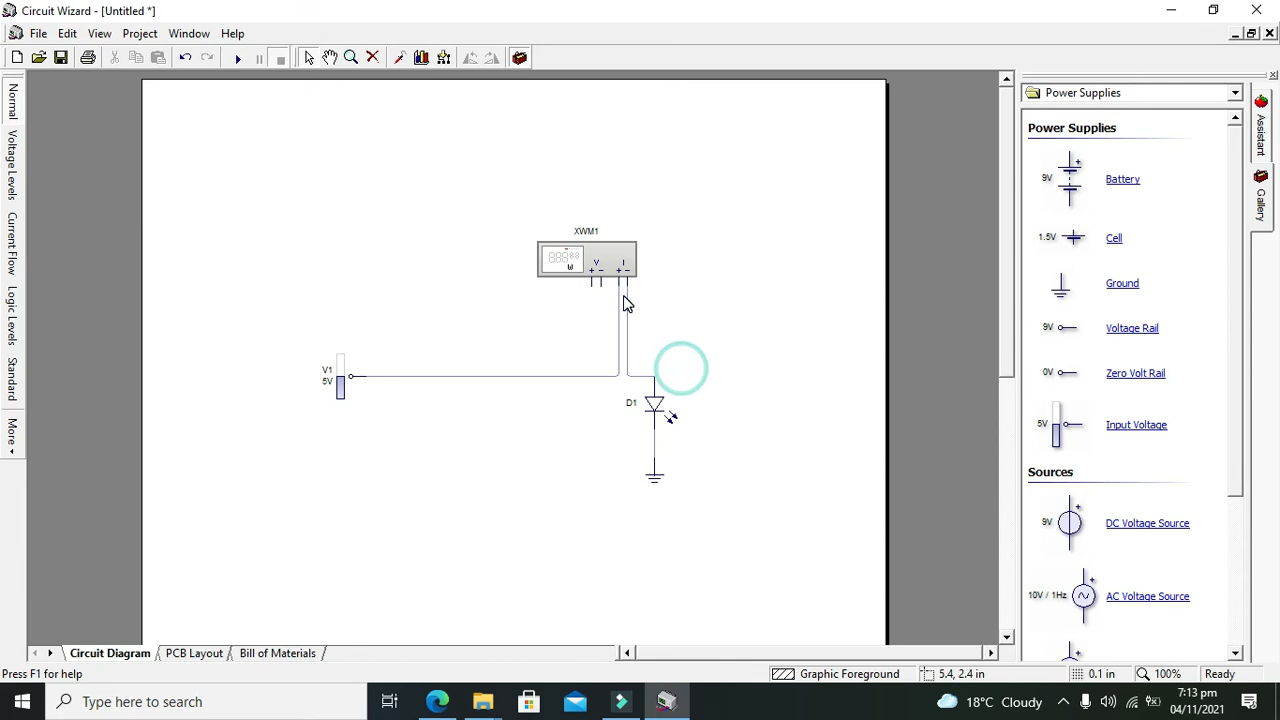 Circuit Wizard - [Untitled *]
File Edit View Project Window Help
Normal
Voltage Levels
Current Flow
Logic Levels
Standard
More
XWM1
V I
+ − + −
W
V1
5V
D1
Power Supplies
Power Supplies
9V Battery
1.5V Cell
Ground
9V Voltage Rail
0V Zero Volt Rail
5V Input Voltage
Sources
9V DC Voltage Source
10V / 1Hz AC Voltage Source
Assistant
Gallery
Circuit Diagram PCB Layout Bill of Materials
Press F1 for help Graphic Foreground 5.4, 2.4 in 0.1 in 100% Ready
Type here to search 18°C Cloudy 7:13 pm
04/11/2021